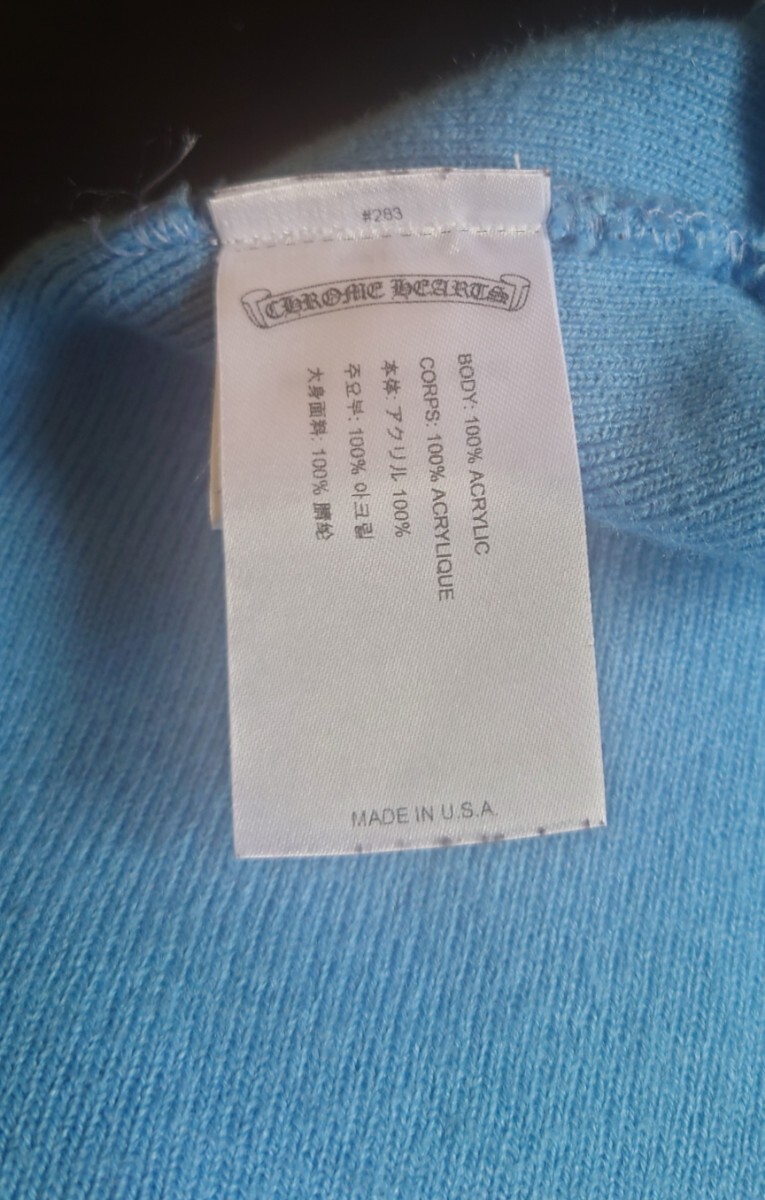 #283
CHROME HEARTS
BODY: 100% ACRYLIC
CORPS: 100% ACRYLIQUE
本体: アクリル 100%
주요부: 100% 아크릴
大身面料: 100% 腈纶
MADE IN U.S.A.